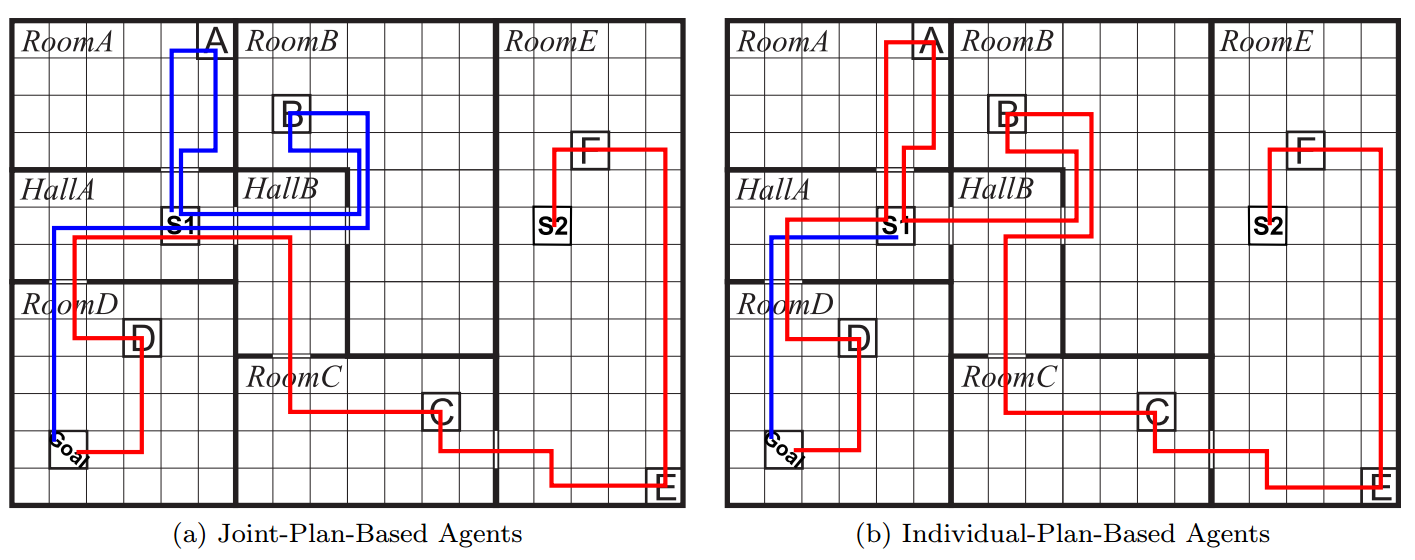 RoomA A RoomB RoomE
B
F
HallA HallB
S1 S2
RoomD
D
RoomC
C
Goal
E
(a) Joint-Plan-Based Agents
RoomA A RoomB RoomE
B
F
HallA HallB
S1 S2
RoomD
D
RoomC
C
Goal
E
(b) Individual-Plan-Based Agents